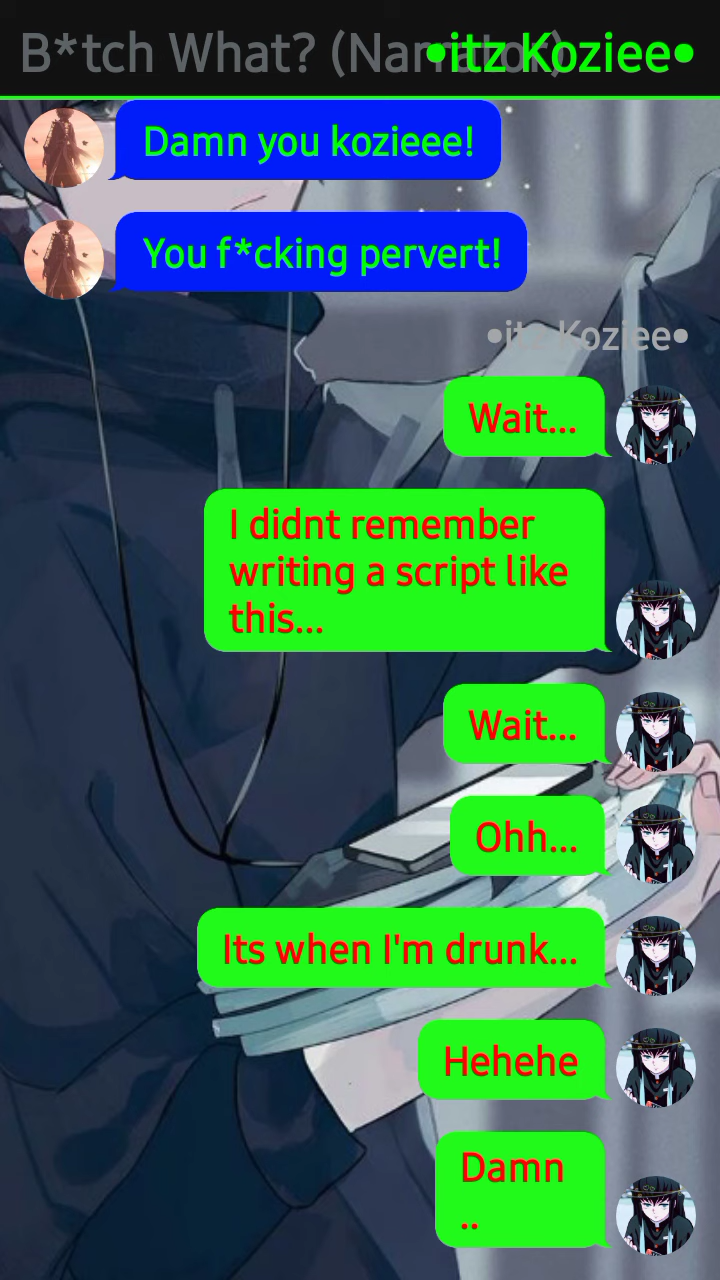 B*tch What? (Narrator)
•itz Koziee•
Damn you kozieee!
You f*cking pervert!
•itz Koziee•
Wait...
I didnt remember
writing a script like
this...
Wait...
Ohh...
Its when I'm drunk...
Hehehe
Damn
..